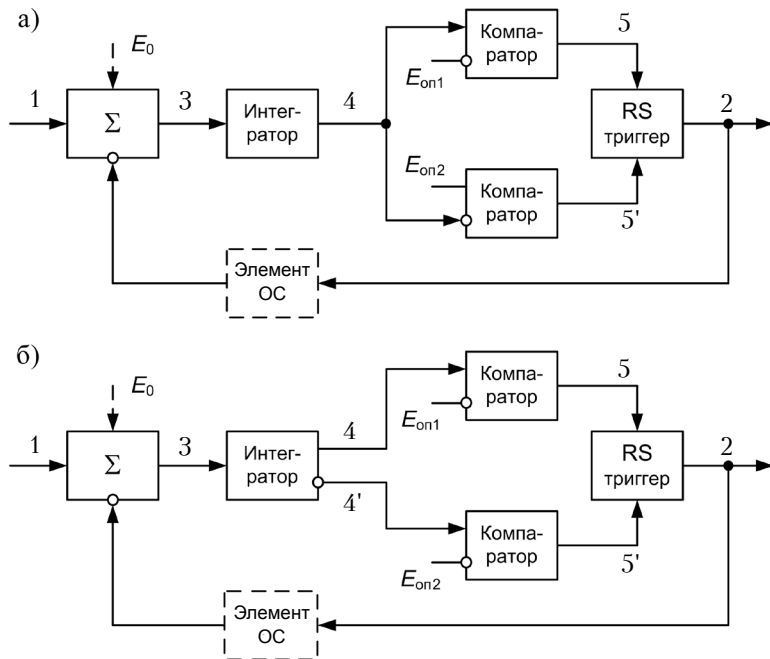 а)
E0
1
Σ
3
Интег-
ратор
4
Компа-
ратор
Eоп1
5
RS
триггер
2
Eоп2
Компа-
ратор
5'
Элемент
ОС
б)
E0
1
Σ
3
Интег-
ратор
4
4'
Компа-
ратор
Eоп1
5
RS
триггер
2
Компа-
ратор
Eоп2
5'
Элемент
ОС